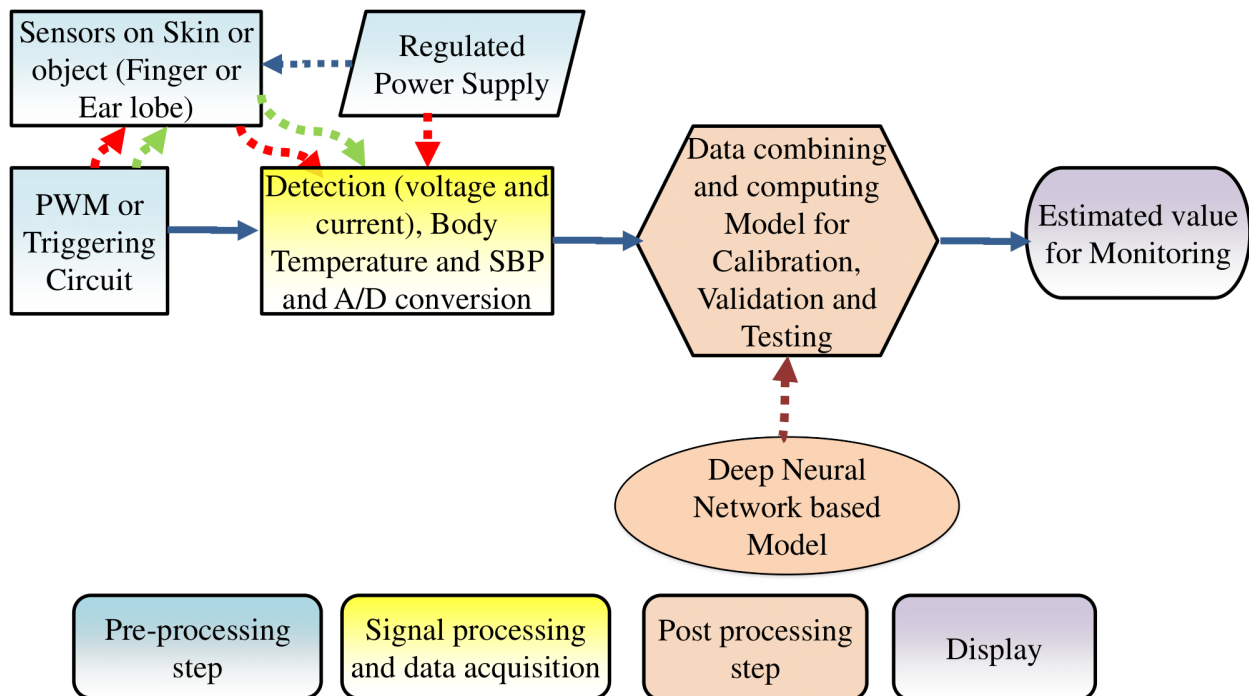 Sensors on Skin or
object (Finger or
Ear lobe)
Regulated
Power Supply
PWM or
Triggering
Circuit
Detection (voltage and
current), Body
Temperature and SBP
and A/D conversion
Data combining
and computing
Model for
Calibration,
Validation and
Testing
Estimated value
for Monitoring
Deep Neural
Network based
Model
Pre-processing
step
Signal processing
and data acquisition
Post processing
step
Display